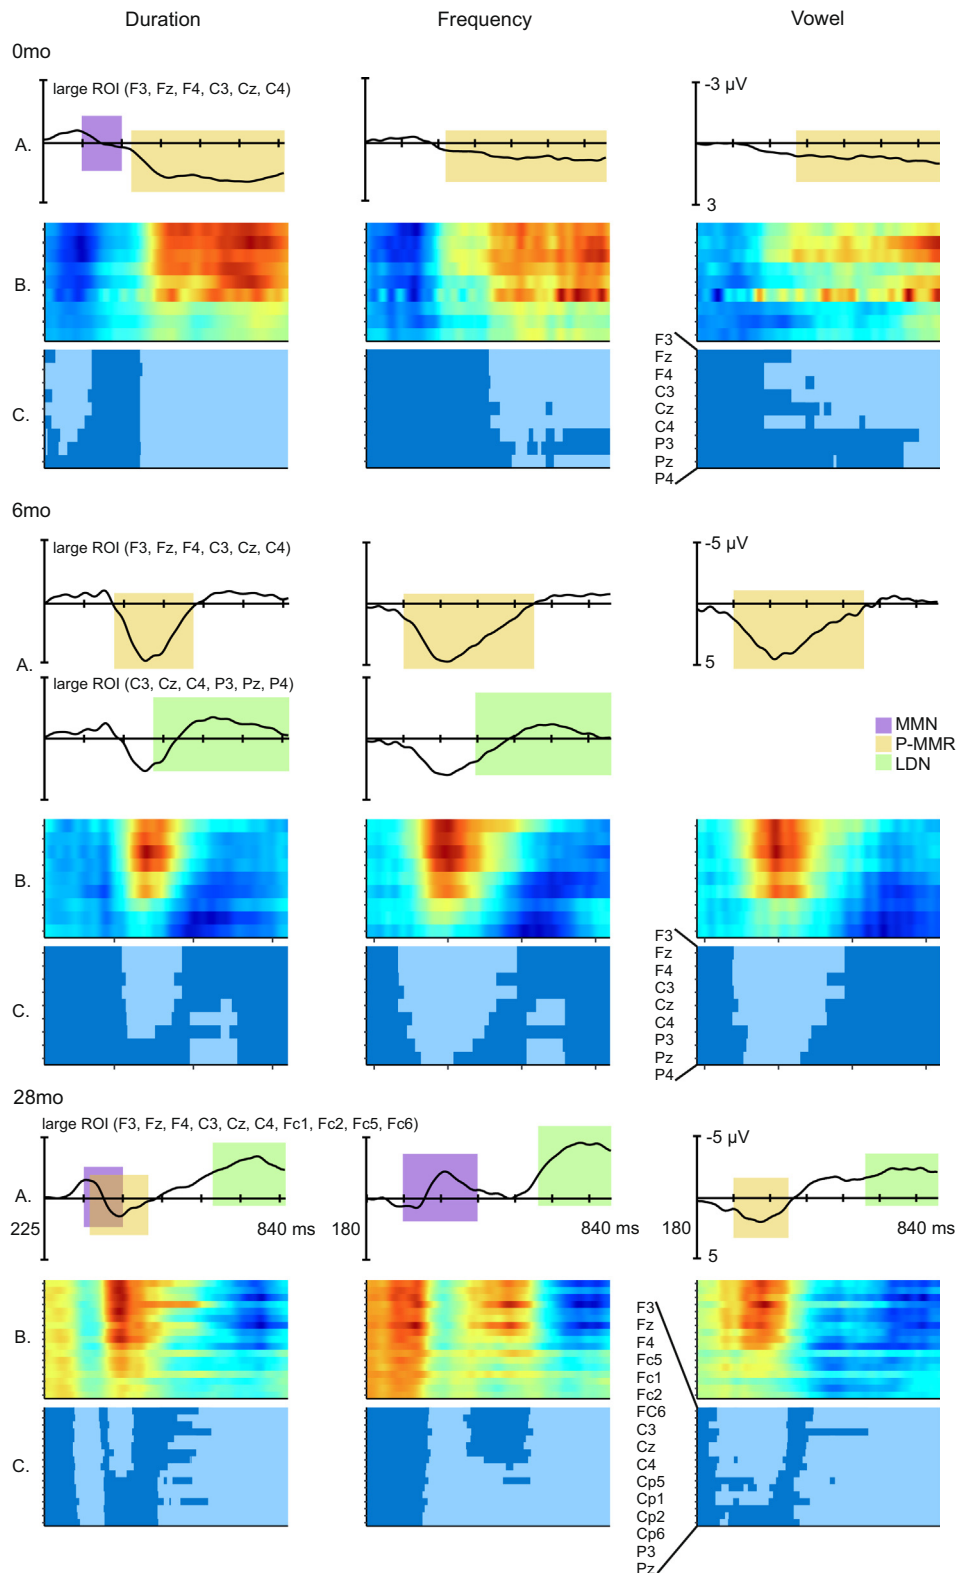 Duration Frequency Vowel
0mo
large ROI (F3, Fz, F4, C3, Cz, C4)
-3 µV
A.
3
B.
F3
Fz
F4
C3
C.
Cz
C4
P3
Pz
P4
6mo
large ROI (F3, Fz, F4, C3, Cz, C4)
-5 µV
5
A.
large ROI (C3, Cz, C4, P3, Pz, P4)
MMN
P-MMR
LDN
B.
F3
Fz
F4
C3
C.
Cz
C4
P3
Pz
P4
28mo
large ROI (F3, Fz, F4, C3, Cz, C4, Fc1, Fc2, Fc5, Fc6)
-5 µV
A.
225 840 ms 180 840 ms 180 840 ms
5
B.
F3
Fz
F4
Fc5
Fc1
Fc2
FC6
C3
Cz
C.
C4
Cp5
Cp1
Cp2
Cp6
P3
Pz